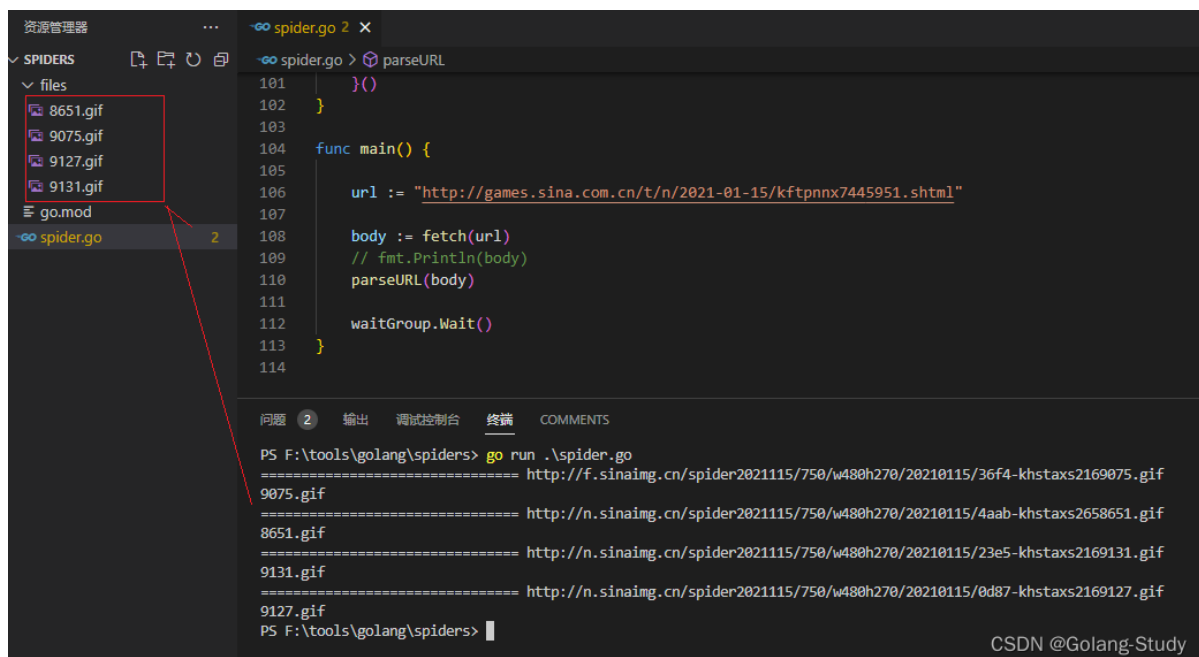 资源管理器 ···
SPIDERS
files
8651.gif
9075.gif
9127.gif
9131.gif
go.mod
GO spider.go 2
GO spider.go 2 ×
GO spider.go > parseURL
101 }()
102 }
103
104 func main() {
105
106 url := "http://games.sina.com.cn/t/n/2021-01-15/kftpnnx7445951.shtml"
107
108 body := fetch(url)
109 // fmt.Println(body)
110 parseURL(body)
111
112 waitGroup.Wait()
113 }
114
问题 2 输出 调试控制台 终端 COMMENTS
PS F:\tools\golang\spiders> go run .\spider.go
================================ http://f.sinaimg.cn/spider2021115/750/w480h270/20210115/36f4-khstaxs2169075.gif
9075.gif
================================ http://n.sinaimg.cn/spider2021115/750/w480h270/20210115/4aab-khstaxs2658651.gif
8651.gif
================================ http://n.sinaimg.cn/spider2021115/750/w480h270/20210115/23e5-khstaxs2169131.gif
9131.gif
================================ http://n.sinaimg.cn/spider2021115/750/w480h270/20210115/0d87-khstaxs2169127.gif
9127.gif
PS F:\tools\golang\spiders>
CSDN @Golang-Study